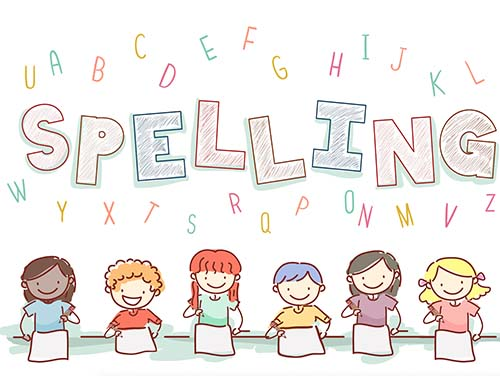 U A B C D E F G H I J K L
SPELLING
W Y X T S R Q P O N M V Z